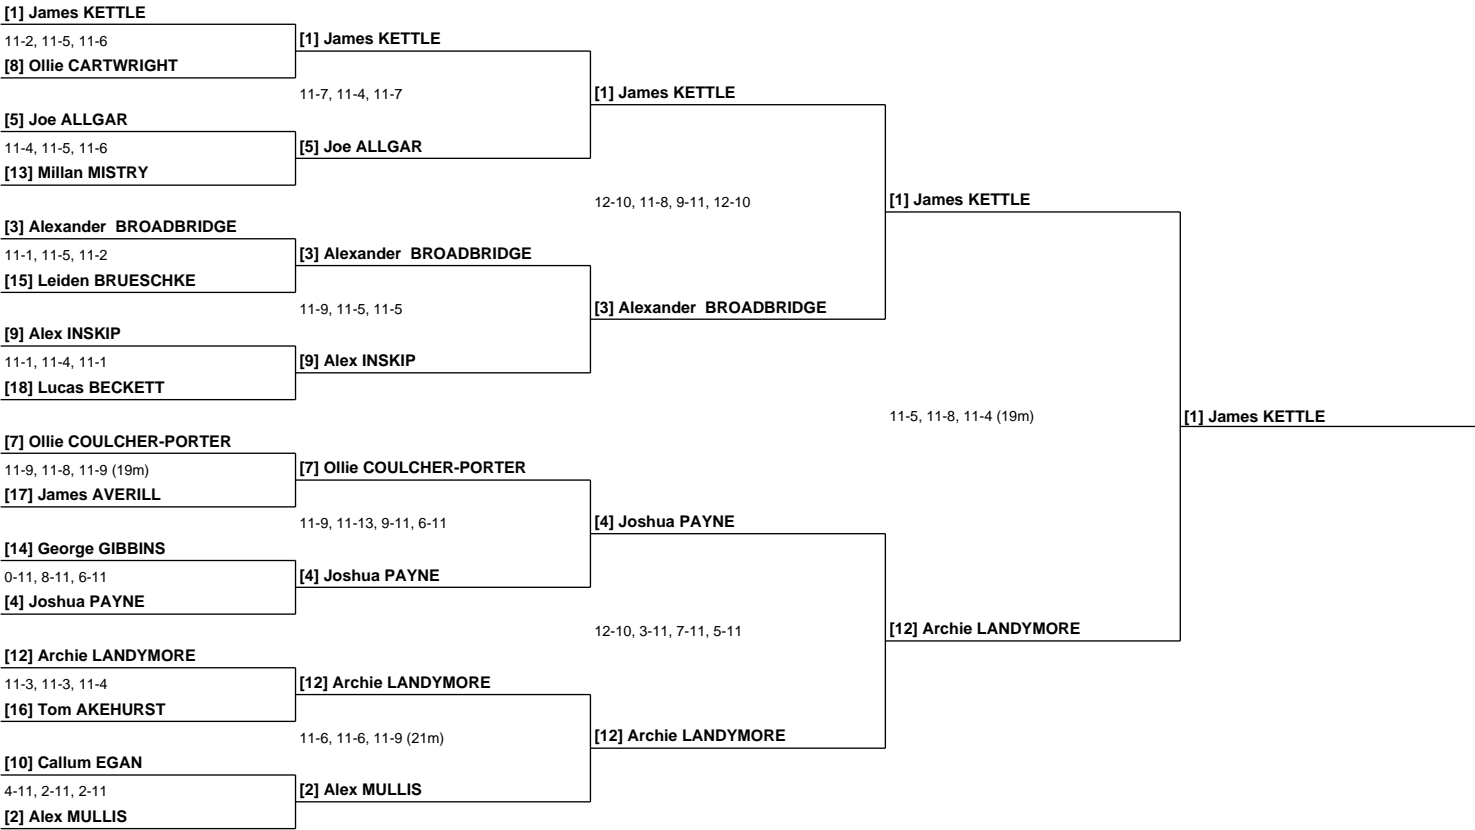 [1] James KETTLE
11-2, 11-5, 11-6
[8] Ollie CARTWRIGHT
[5] Joe ALLGAR
11-4, 11-5, 11-6
[13] Millan MISTRY
[3] Alexander  BROADBRIDGE
11-1, 11-5, 11-2
[15] Leiden BRUESCHKE
[9] Alex INSKIP
11-1, 11-4, 11-1
[18] Lucas BECKETT
[7] Ollie COULCHER-PORTER
11-9, 11-8, 11-9 (19m)
[17] James AVERILL
[14] George GIBBINS
0-11, 8-11, 6-11
[4] Joshua PAYNE
[12] Archie LANDYMORE
11-3, 11-3, 11-4
[16] Tom AKEHURST
[10] Callum EGAN
4-11, 2-11, 2-11
[2] Alex MULLIS
[1] James KETTLE
11-7, 11-4, 11-7
[5] Joe ALLGAR
[3] Alexander  BROADBRIDGE
11-9, 11-5, 11-5
[9] Alex INSKIP
[7] Ollie COULCHER-PORTER
11-9, 11-13, 9-11, 6-11
[4] Joshua PAYNE
[12] Archie LANDYMORE
11-6, 11-6, 11-9 (21m)
[2] Alex MULLIS
[1] James KETTLE
12-10, 11-8, 9-11, 12-10
[3] Alexander  BROADBRIDGE
[4] Joshua PAYNE
12-10, 3-11, 7-11, 5-11
[12] Archie LANDYMORE
[1] James KETTLE
11-5, 11-8, 11-4 (19m)
[12] Archie LANDYMORE
[1] James KETTLE